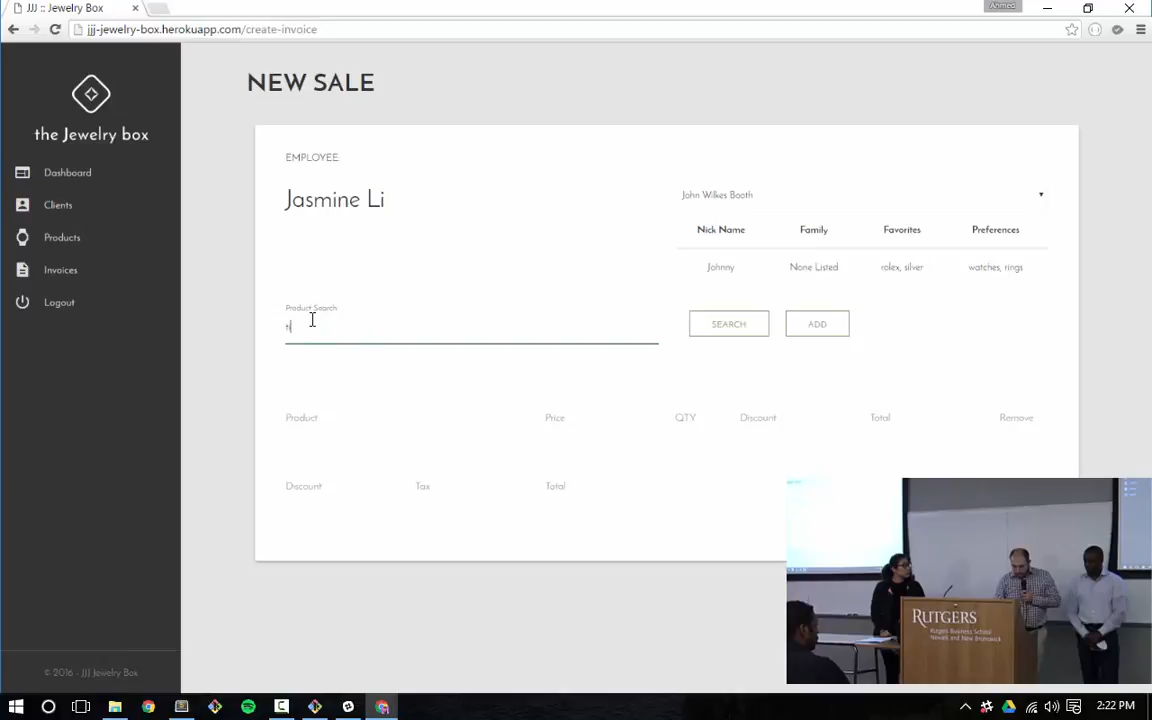 JJJ :: Jewelry Box
Ahmed
jjj-jewelry-box.herokuapp.com/create-invoice
the Jewelry box
Dashboard
Clients
Products
Invoices
Logout
© 2016 - JJJ Jewelry Box
NEW SALE
EMPLOYEE
Jasmine Li
John Wilkes Booth
Nick Name Family Favorites Preferences
Johnny None Listed rolex, silver watches, rings
Product Search
SEARCH ADD
Product Price QTY Discount Total Remove
Discount Tax Total
RUTGERS
Rutgers Business School
Newark and New Brunswick
2:22 PM